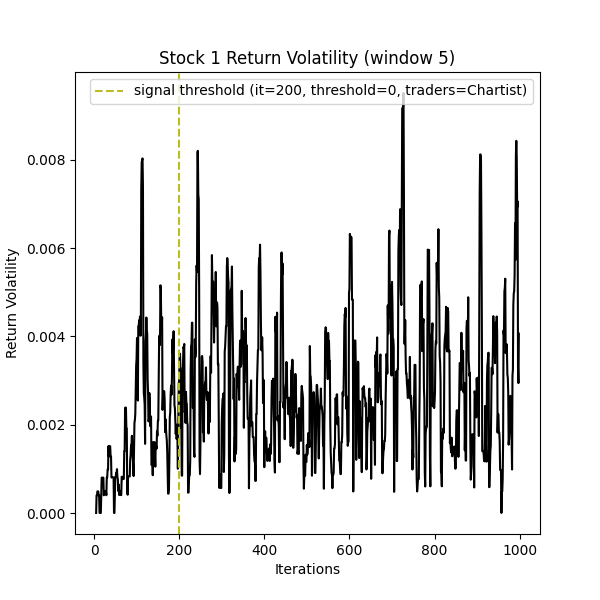 Stock 1 Return Volatility (window 5)
signal threshold (it=200, threshold=0, traders=Chartist)
0.008
0.006
0.004
0.002
0.000
Return Volatility
0 200 400 600 800 1000
Iterations